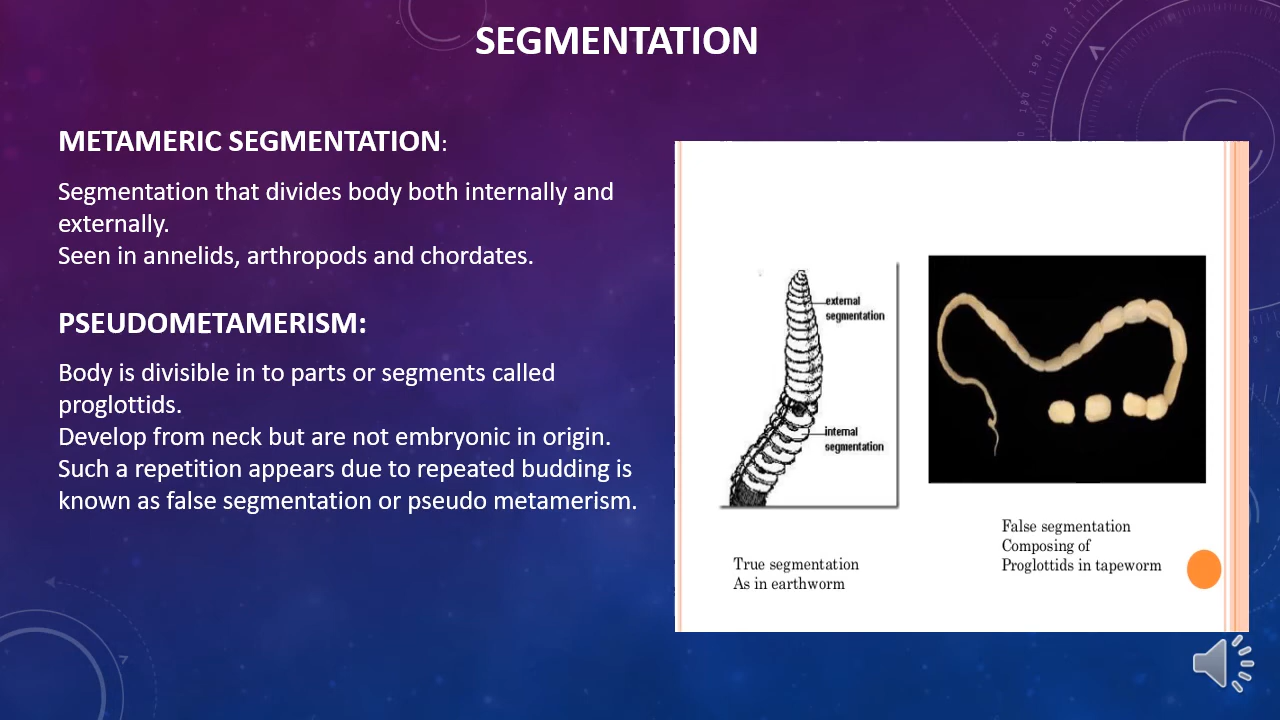 SEGMENTATION
METAMERIC SEGMENTATION:
Segmentation that divides body both internally and
externally.
Seen in annelids, arthropods and chordates.
PSEUDOMETAMERISM:
Body is divisible in to parts or segments called
proglottids.
Develop from neck but are not embryonic in origin.
Such a repetition appears due to repeated budding is
known as false segmentation or pseudo metamerism.
external
segmentation
internal
segmentation
True segmentation
As in earthworm
False segmentation
Composing of
Proglottids in tapeworm
180 190 200